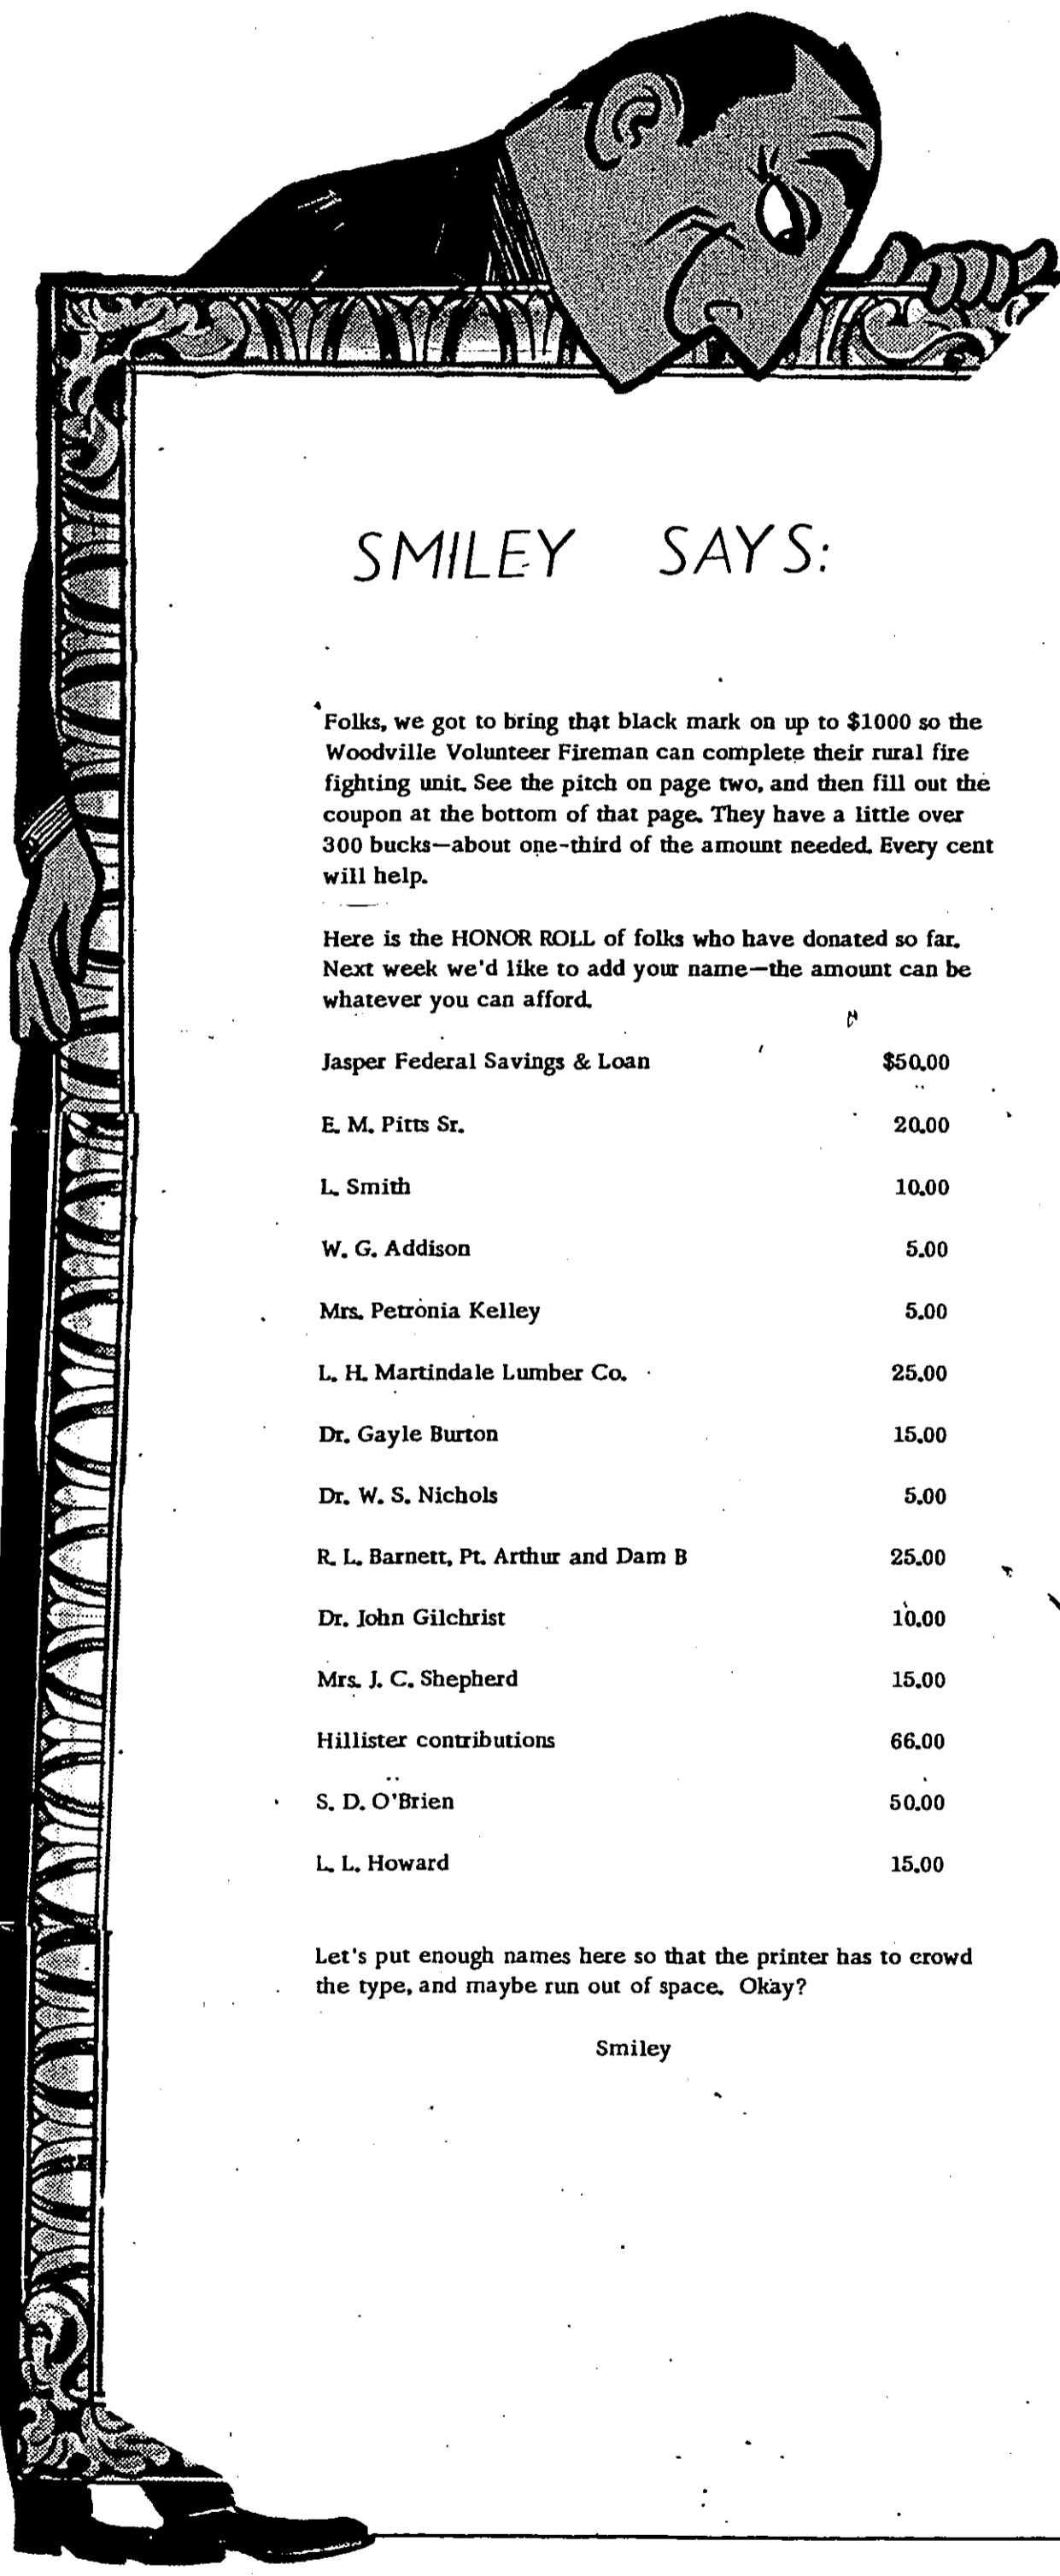 SMILEY SAYS:
Folks, we got to bring that black mark on up to $1000 so the
Woodville Volunteer Fireman can complete their rural fire
fighting unit. See the pitch on page two, and then fill out the
coupon at the bottom of that page. They have a little over
300 bucks—about one-third of the amount needed. Every cent
will help.
Here is the HONOR ROLL of folks who have donated so far.
Next week we'd like to add your name—the amount can be
whatever you can afford.
Jasper Federal Savings & Loan $50.00
E. M. Pitts Sr. 20.00
L. Smith 10.00
W. G. Addison 5.00
Mrs. Petronia Kelley 5.00
L. H. Martindale Lumber Co. 25.00
Dr. Gayle Burton 15.00
Dr. W. S. Nichols 5.00
R. L. Barnett, Pt. Arthur and Dam B 25.00
Dr. John Gilchrist 10.00
Mrs. J. C. Shepherd 15.00
Hillister contributions 66.00
S. D. O'Brien 50.00
L. L. Howard 15.00
Let's put enough names here so that the printer has to crowd
the type, and maybe run out of space. Okay?
Smiley